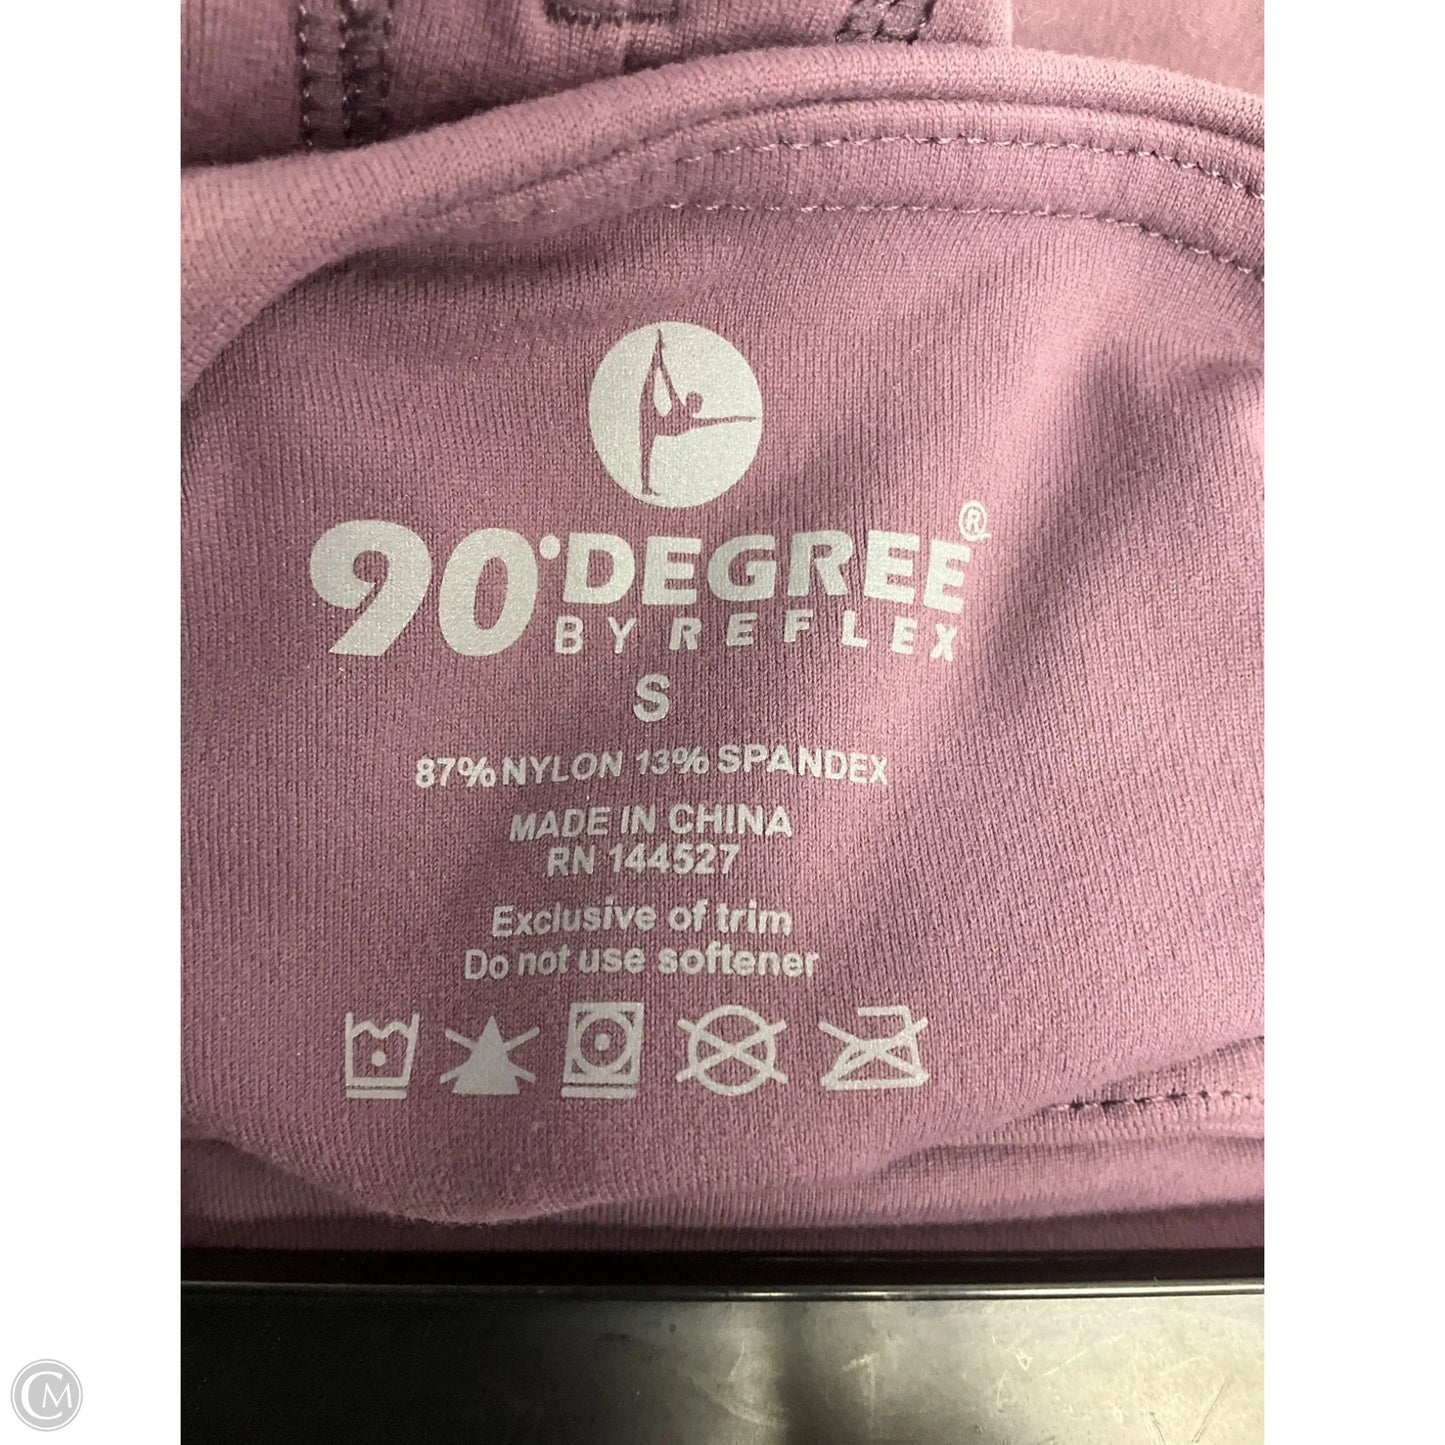 90°DEGREE®
BY REFLEX
S
87% NYLON 13% SPANDEX
MADE IN CHINA
RN 144527
Exclusive of trim
Do not use softener
CM